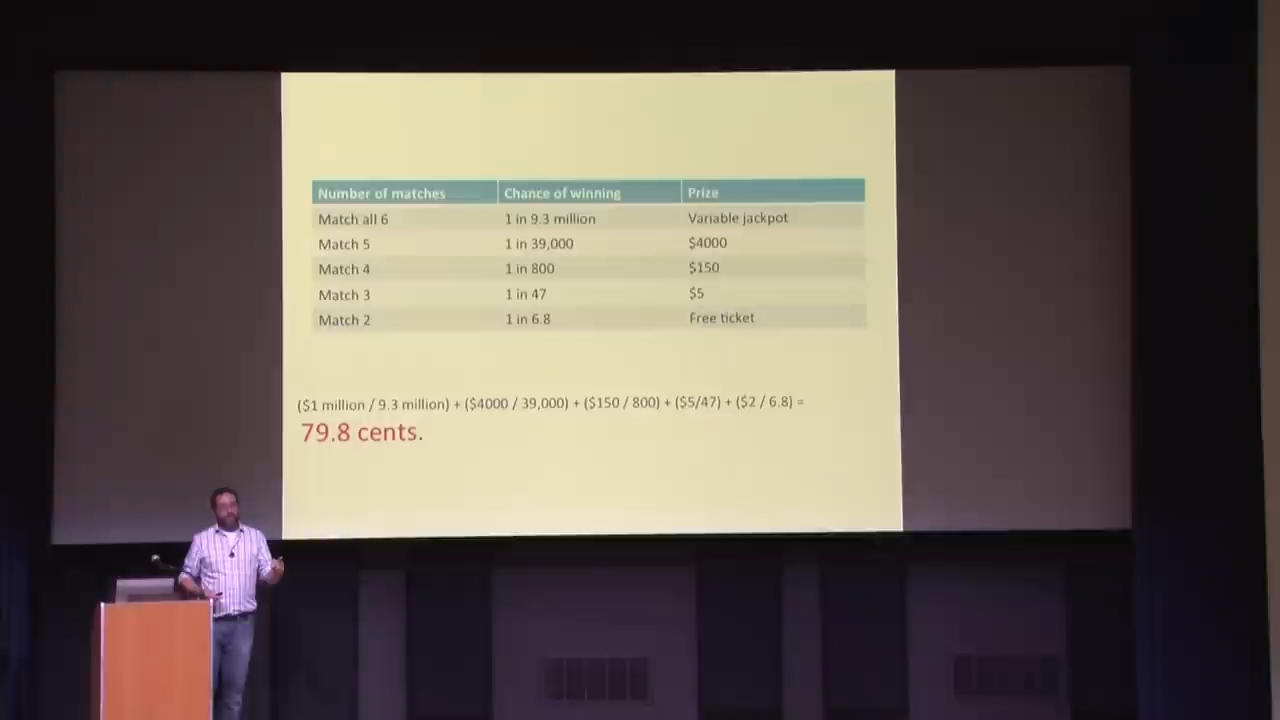 Number of matches Chance of winning Prize
Match all 6 1 in 9.3 million Variable jackpot
Match 5 1 in 39,000 $4000
Match 4 1 in 800 $150
Match 3 1 in 47 $5
Match 2 1 in 6.8 Free ticket
($1 million / 9.3 million) + ($4000 / 39,000) + ($150 / 800) + ($5/47) + ($2 / 6.8) =
79.8 cents.